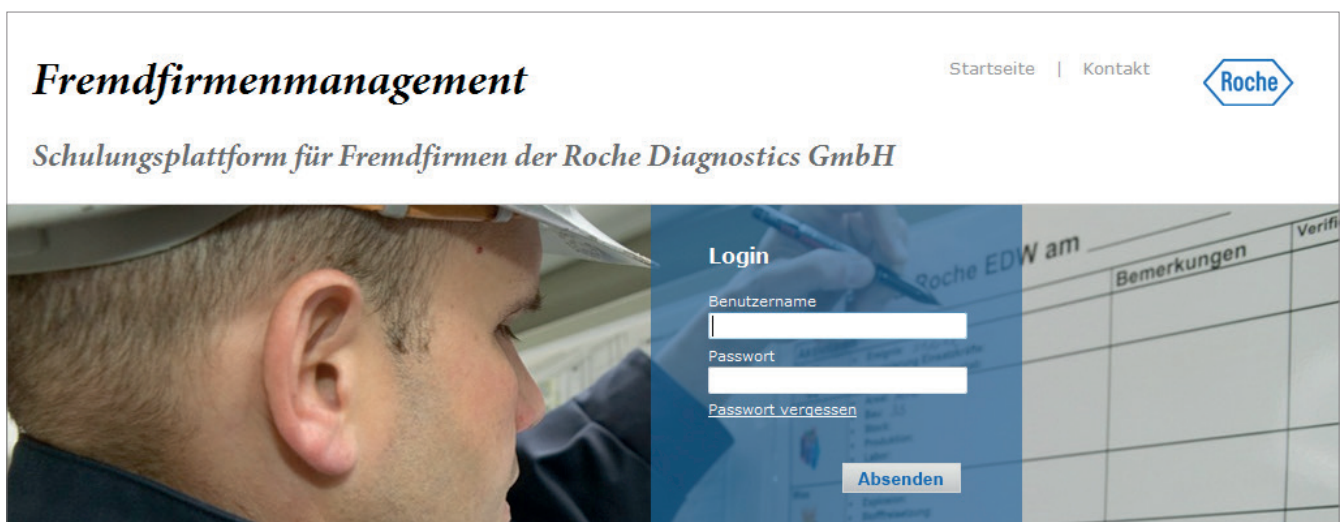 Fremdfirmenmanagement
Startseite | Kontakt
Roche
Schulungsplattform für Fremdfirmen der Roche Diagnostics GmbH
Login
Benutzername
Passwort
Passwort vergessen
Absenden
Roche EDW am
Bemerkungen